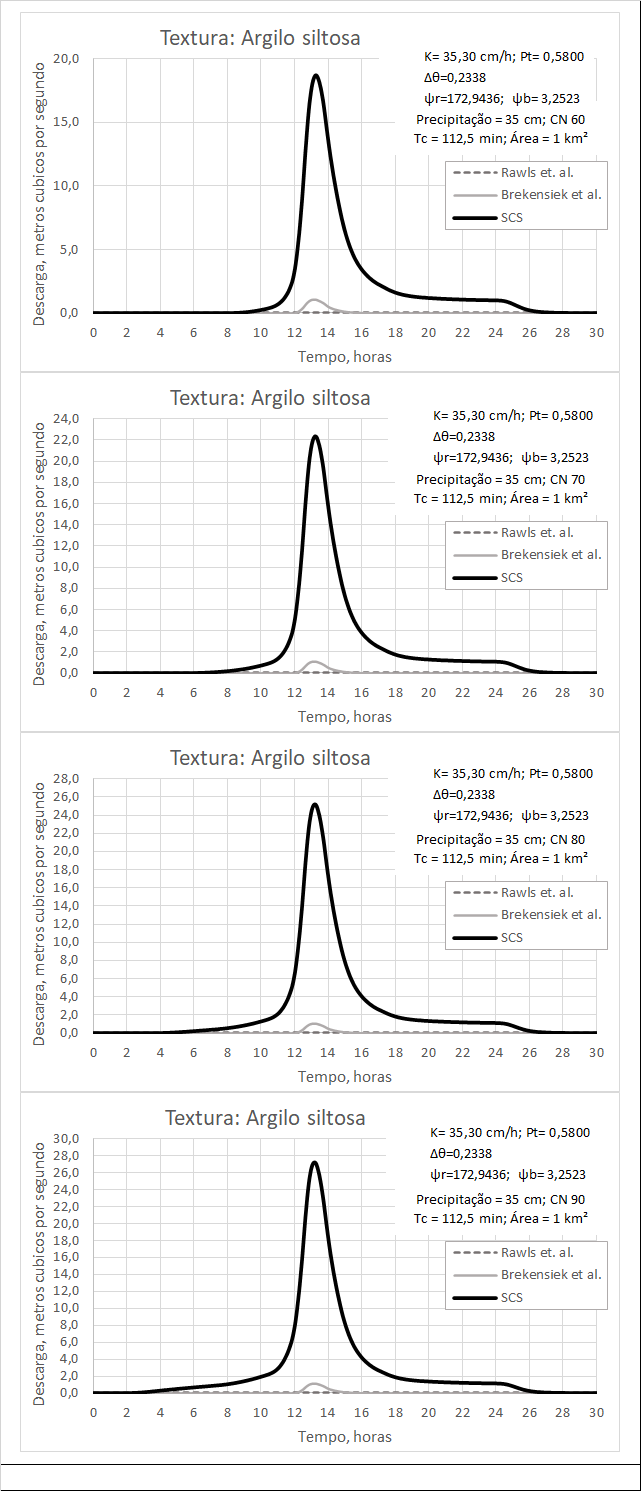 Textura: Argilo siltosa
K= 35,30 cm/h; Pt= 0,5800
Δθ=0,2338
ψr=172,9436; ψb= 3,2523
Precipitação = 35 cm; CN 60
Tc = 112,5 min; Área = 1 km²
Rawls et. al.
Brekensiek et al.
SCS
Descarga, metros cubicos por segundo
20,0
15,0
10,0
5,0
0,0
0 2 4 6 8 10 12 14 16 18 20 22 24 26 28 30
Tempo, horas
Textura: Argilo siltosa
K= 35,30 cm/h; Pt= 0,5800
Δθ=0,2338
ψr=172,9436; ψb= 3,2523
Precipitação = 35 cm; CN 70
Tc = 112,5 min; Área = 1 km²
Rawls et. al.
Brekensiek et al.
SCS
Descarga, metros cubicos por segundo
24,0
22,0
20,0
18,0
16,0
14,0
12,0
10,0
8,0
6,0
4,0
2,0
0,0
0 2 4 6 8 10 12 14 16 18 20 22 24 26 28 30
Tempo, horas
Textura: Argilo siltosa
K= 35,30 cm/h; Pt= 0,5800
Δθ=0,2338
ψr=172,9436; ψb= 3,2523
Precipitação = 35 cm; CN 80
Tc = 112,5 min; Área = 1 km²
Rawls et. al.
Brekensiek et al.
SCS
Descarga, metros cubicos por segundo
28,0
26,0
24,0
22,0
20,0
18,0
16,0
14,0
12,0
10,0
8,0
6,0
4,0
2,0
0,0
0 2 4 6 8 10 12 14 16 18 20 22 24 26 28 30
Tempo, horas
Textura: Argilo siltosa
K= 35,30 cm/h; Pt= 0,5800
Δθ=0,2338
ψr=172,9436; ψb= 3,2523
Precipitação = 35 cm; CN 90
Tc = 112,5 min; Área = 1 km²
Rawls et. al.
Brekensiek et al.
SCS
Descarga, metros cubicos por segundo
30,0
28,0
26,0
24,0
22,0
20,0
18,0
16,0
14,0
12,0
10,0
8,0
6,0
4,0
2,0
0,0
0 2 4 6 8 10 12 14 16 18 20 22 24 26 28 30
Tempo, horas